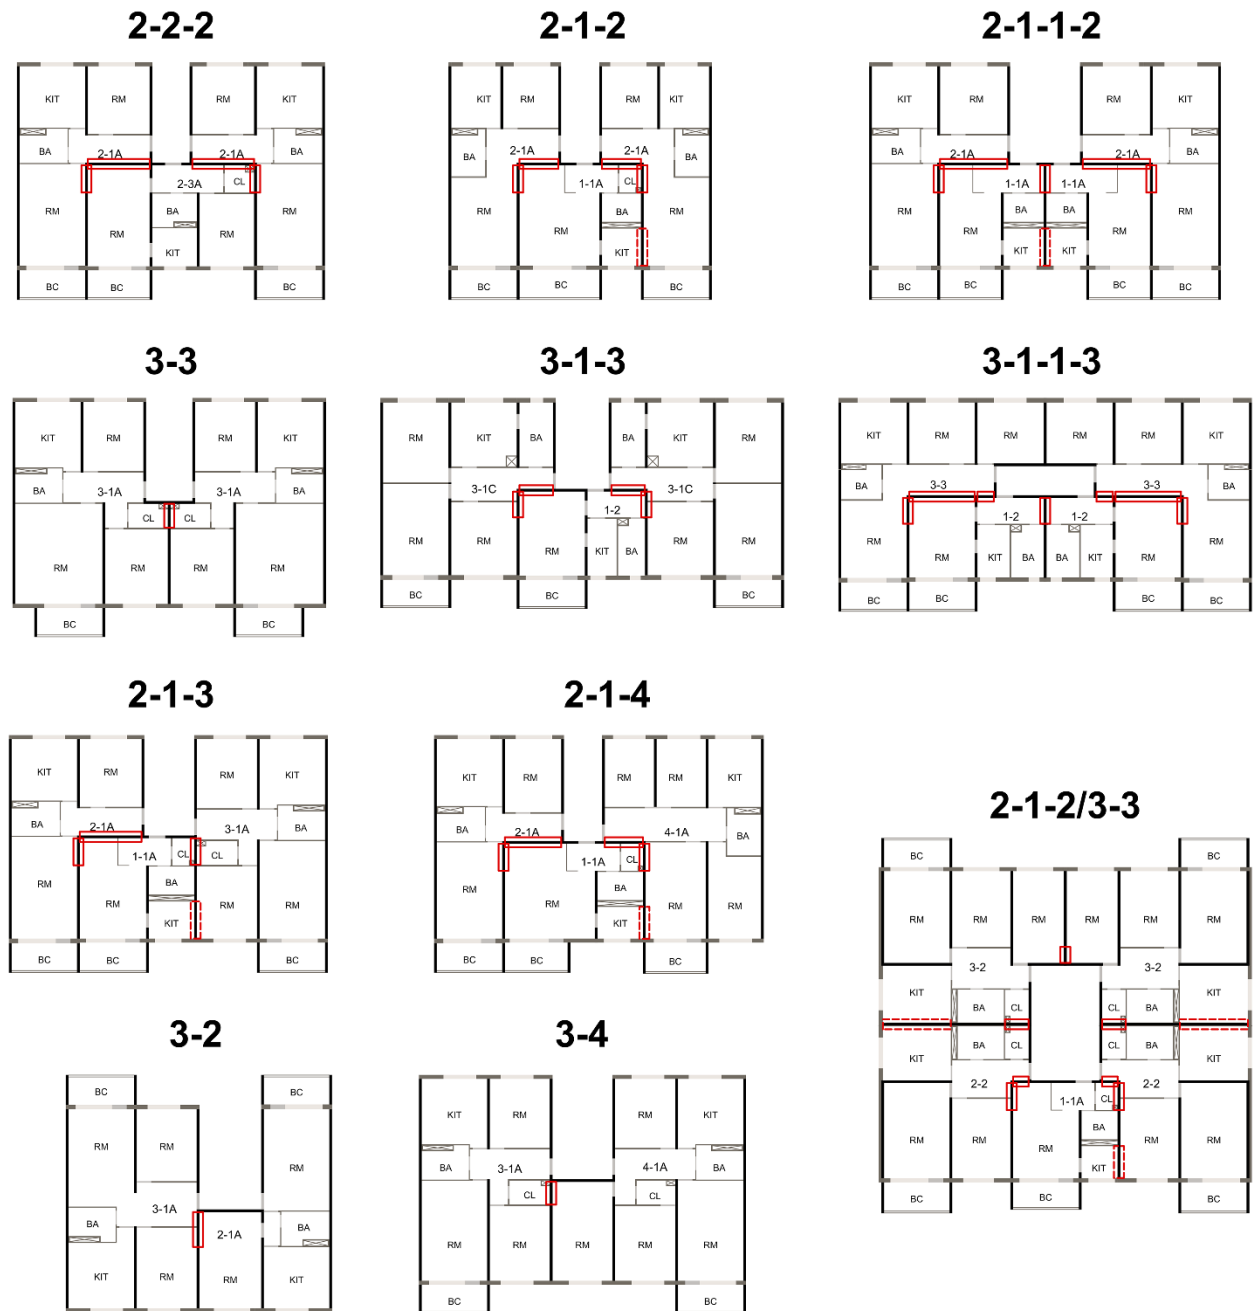 2-2-2
KIT RM RM KIT
BA 2-1A 2-1A BA
2-3A CL
RM BA RM
RM RM
KIT
BC BC BC
2-1-2
KIT RM RM KIT
2-1A 2-1A
BA BA
1-1A CL
RM BA RM
RM
KIT
BC BC BC
2-1-1-2
KIT RM RM KIT
BA 2-1A 2-1A BA
1-1A 1-1A
RM BA BA RM
RM KIT KIT RM
BC BC BC BC
3-3
KIT RM RM KIT
BA 3-1A 3-1A BA
CL CL
RM RM RM RM
BC BC
3-1-3
RM KIT BA BA KIT RM
3-1C 3-1C
1-2
RM RM RM KIT BA RM RM
BC BC BC
3-1-1-3
KIT RM RM RM RM KIT
BA 3-3 3-3 BA
1-2 1-2
RM RM KIT BA BA KIT RM RM
BC BC BC BC
2-1-3
KIT RM RM KIT
BA 2-1A 3-1A BA
1-1A CL CL
RM BA RM
RM KIT RM
BC BC BC
2-1-4
KIT RM RM RM KIT
BA 2-1A 4-1A BA
1-1A CL
RM BA
RM KIT RM RM
BC BC BC
2-1-2/3-3
BC BC
RM RM RM RM RM RM
3-2 3-2
KIT BA CL CL BA KIT
KIT BA CL CL BA KIT
2-2 2-2
1-1A CL
BA
RM RM RM KIT RM RM
BC BC BC
3-2
BC BC
RM RM RM
3-1A
BA 2-1A BA
KIT RM RM KIT
3-4
KIT RM RM KIT
BA 3-1A 4-1A BA
CL CL
RM RM RM RM RM
BC BC